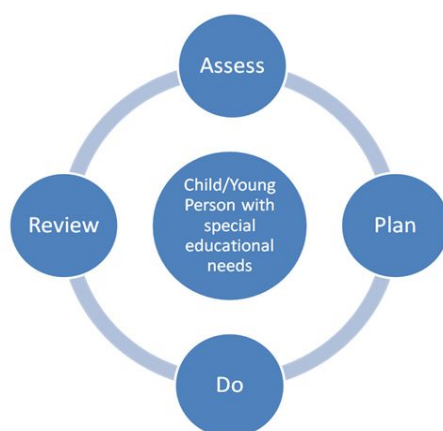 Assess
Child/Young
Person with
special
educational
needs
Review
Plan
Do